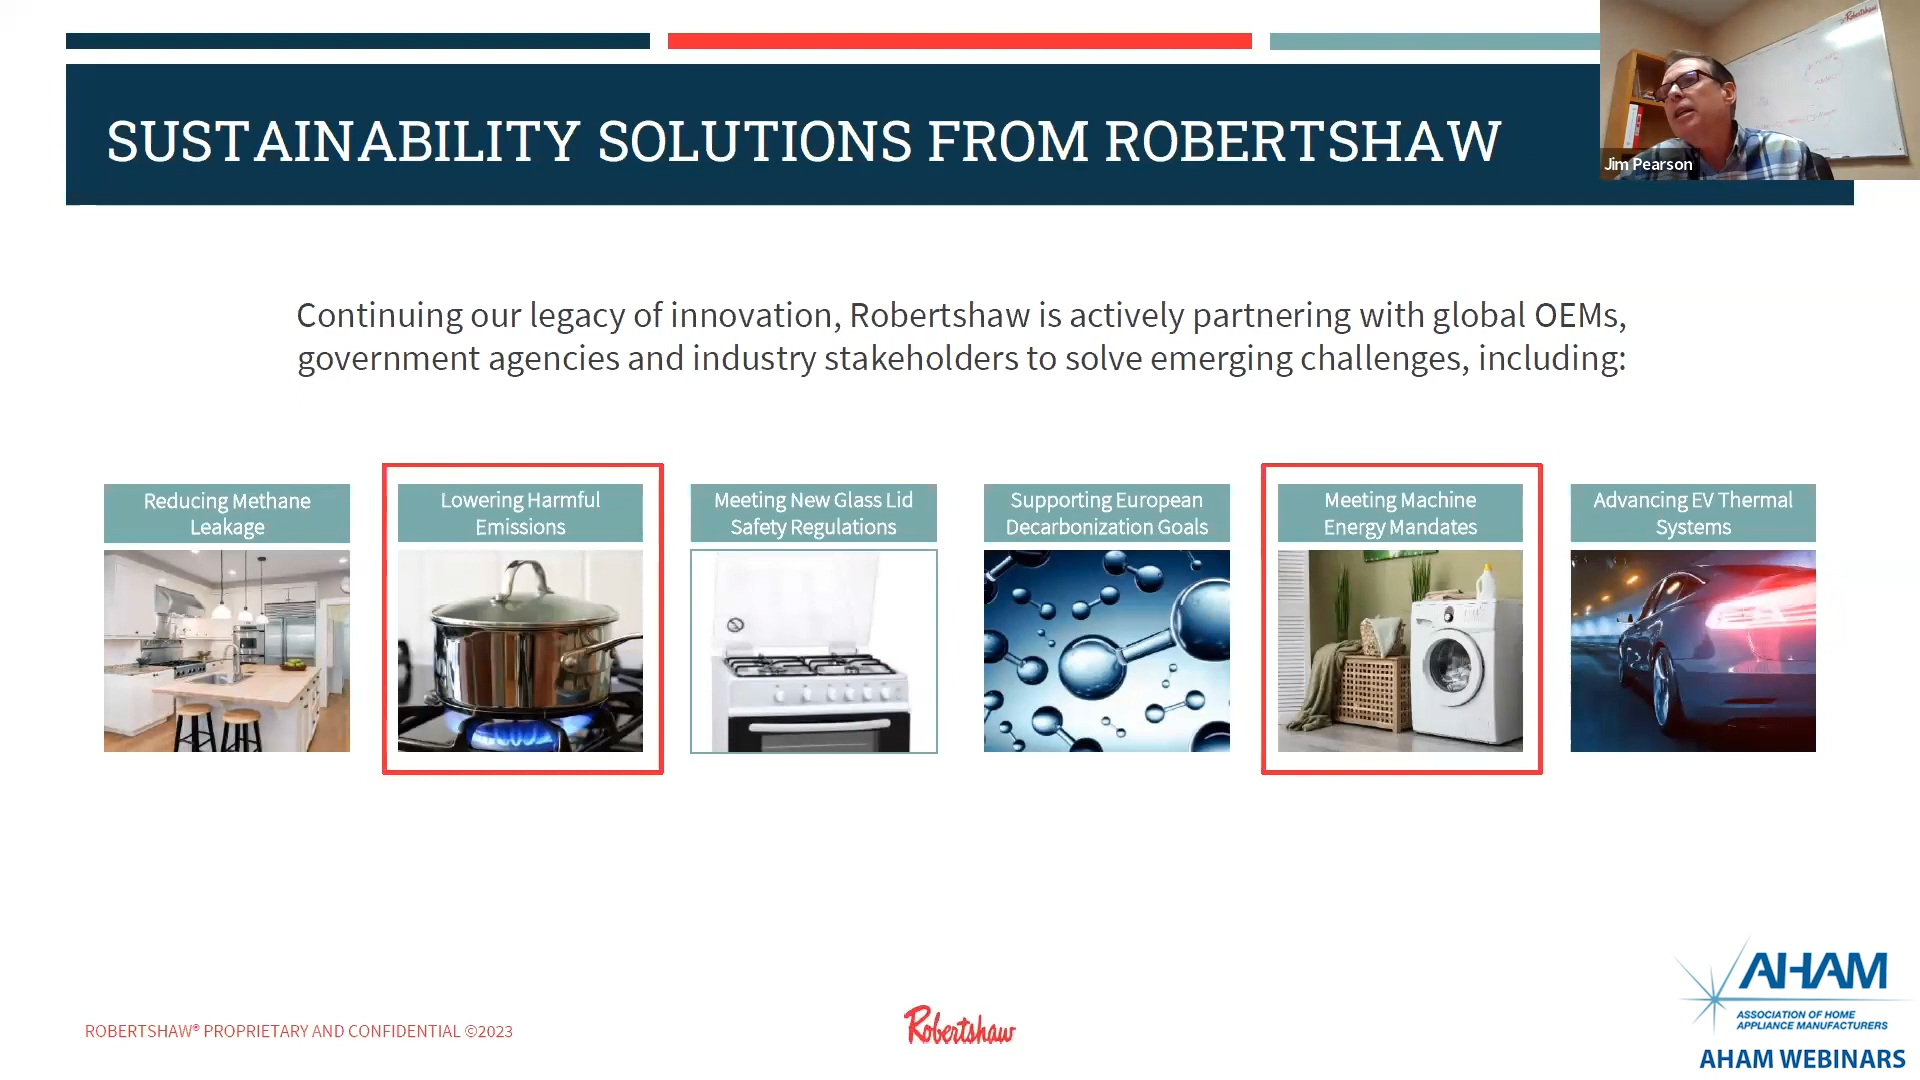 SUSTAINABILITY SOLUTIONS FROM ROBERTSHAW
Robertshaw
Jim Pearson
Continuing our legacy of innovation, Robertshaw is actively partnering with global OEMs,
government agencies and industry stakeholders to solve emerging challenges, including:
Reducing Methane
Leakage
Lowering Harmful
Emissions
Meeting New Glass Lid
Safety Regulations
Supporting European
Decarbonization Goals
Meeting Machine
Energy Mandates
Advancing EV Thermal
Systems
ROBERTSHAW® PROPRIETARY AND CONFIDENTIAL ©2023
Robertshaw
AHAM
ASSOCIATION OF HOME
APPLIANCE MANUFACTURERS
AHAM WEBINARS